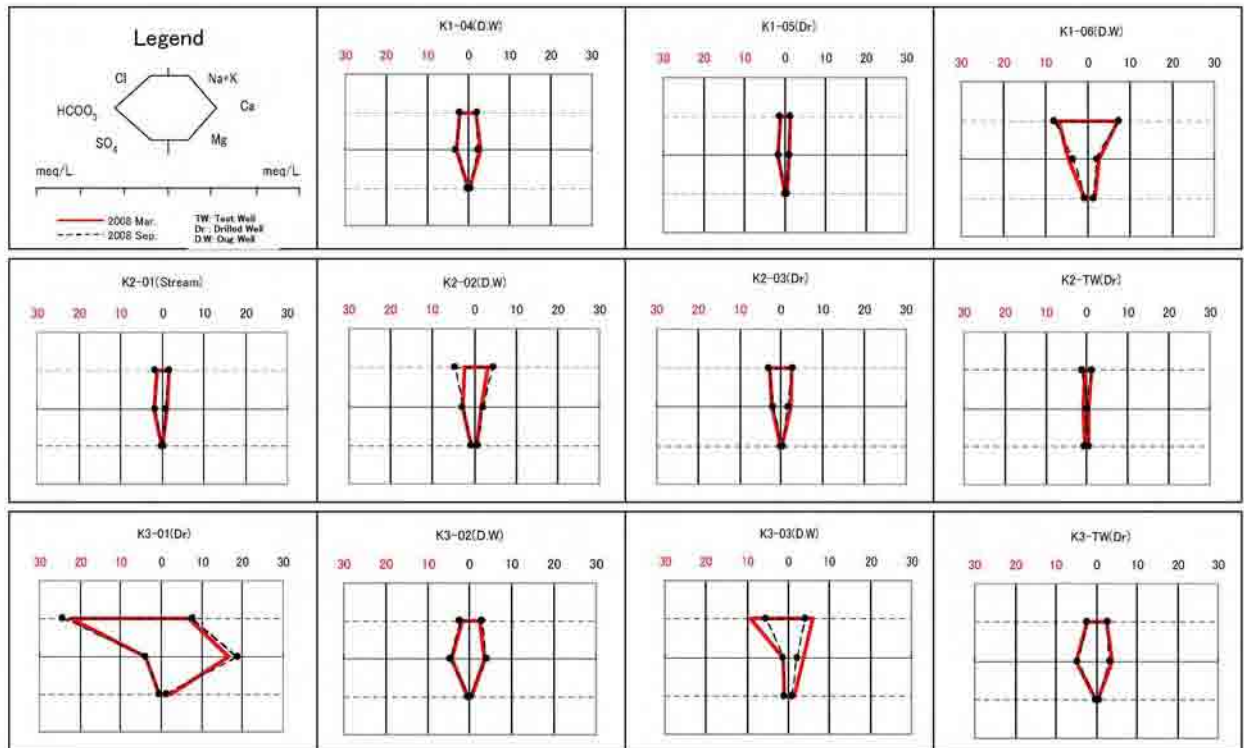 Legend
Cl Na+K
HCOO3 Ca
SO4 Mg
meq/L meq/L
2008 Mar.
2008 Sep.
TW: Test Well
Dr : Drilled Well
D.W: Dug Well
K1-04(D.W)
30 20 10 0 10 20 30
K1-05(Dr)
30 20 10 0 10 20 30
K1-06(D.W)
30 20 10 0 10 20 30
K2-01(Stream)
30 20 10 0 10 20 30
K2-02(D.W)
30 20 10 0 10 20 30
K2-03(Dr)
30 20 10 0 10 20 30
K2-TW(Dr)
30 20 10 0 10 20 30
K3-01(Dr)
30 20 10 0 10 20 30
K3-02(D.W)
30 20 10 0 10 20 30
K3-03(D.W)
30 20 10 0 10 20 30
K3-TW(Dr)
30 20 10 0 10 20 30